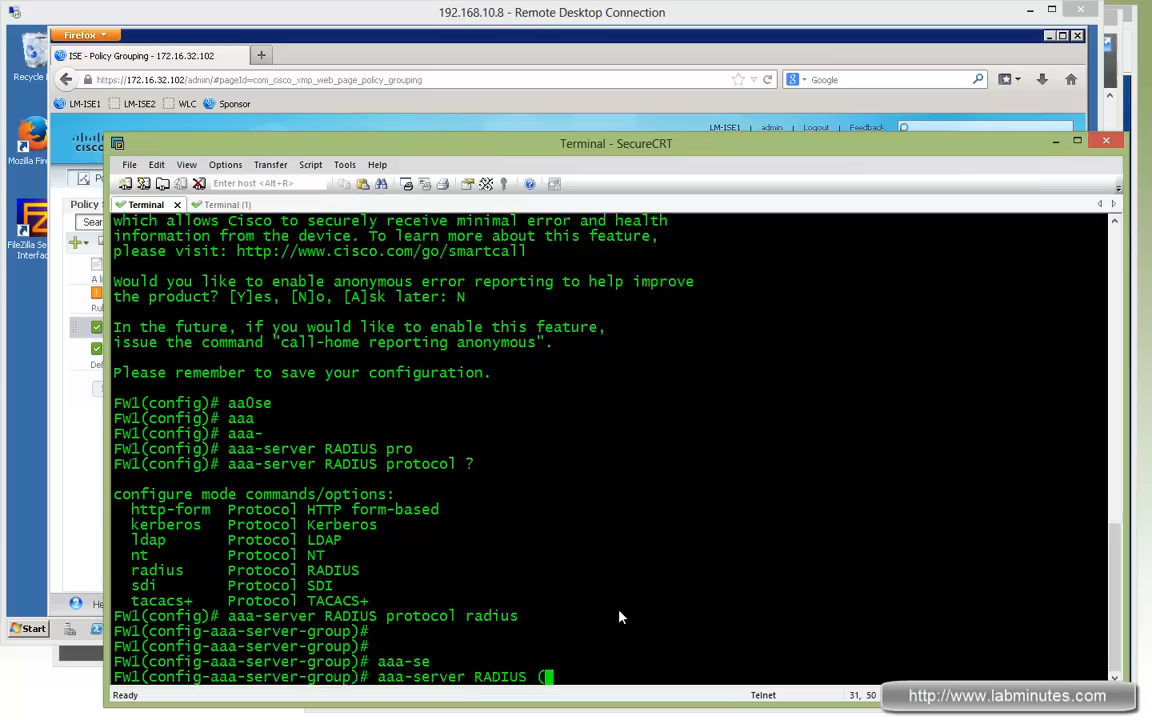 192.168.10.8 - Remote Desktop Connection
Firefox
Recycle
ISE - Policy Grouping - 172.16.32.102
https://172.16.32.102/admin/#pageId=com_cisco_xmp_web_page_policy_grouping
Google
LM-ISE1 LM-ISE2 WLC Sponsor
Mozilla Fire
LM-ISE1 admin Logout Feedback
Terminal - SecureCRT
File Edit View Options Transfer Script Tools Help
Enter host <Alt+R>
Policy S
Sear
Terminal Terminal (1)
FileZilla Se
Interfac
which allows Cisco to securely receive minimal error and health
information from the device. To learn more about this feature,
please visit: http://www.cisco.com/go/smartcall
Would you like to enable anonymous error reporting to help improve
the product? [Y]es, [N]o, [A]sk later: N
In the future, if you would like to enable this feature,
issue the command "call-home reporting anonymous".
Please remember to save your configuration.
FW1(config)# aa0se
FW1(config)# aaa
FW1(config)# aaa-
FW1(config)# aaa-server RADIUS pro
FW1(config)# aaa-server RADIUS protocol ?
configure mode commands/options:
http-form Protocol HTTP form-based
kerberos Protocol Kerberos
ldap Protocol LDAP
nt Protocol NT
radius Protocol RADIUS
sdi Protocol SDI
tacacs+ Protocol TACACS+
FW1(config)# aaa-server RADIUS protocol radius
FW1(config-aaa-server-group)#
FW1(config-aaa-server-group)#
FW1(config-aaa-server-group)# aaa-se
FW1(config-aaa-server-group)# aaa-server RADIUS (
Start
He
Ready Telnet 31, 50
http://www.labminutes.com